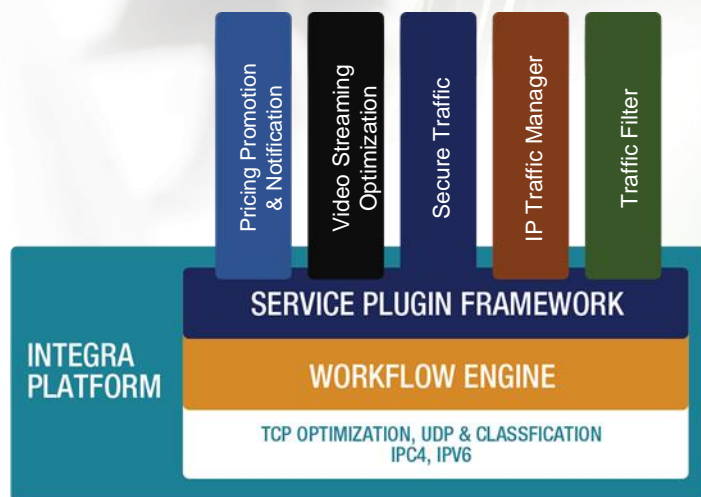 Pricing Promotion
& Notification
Video Streaming
Optimization
Secure Traffic
IP Traffic Manager
Traffic Filter
SERVICE PLUGIN FRAMEWORK
INTEGRA
PLATFORM
WORKFLOW ENGINE
TCP OPTIMIZATION, UDP & CLASSFICATION
IPC4, IPV6